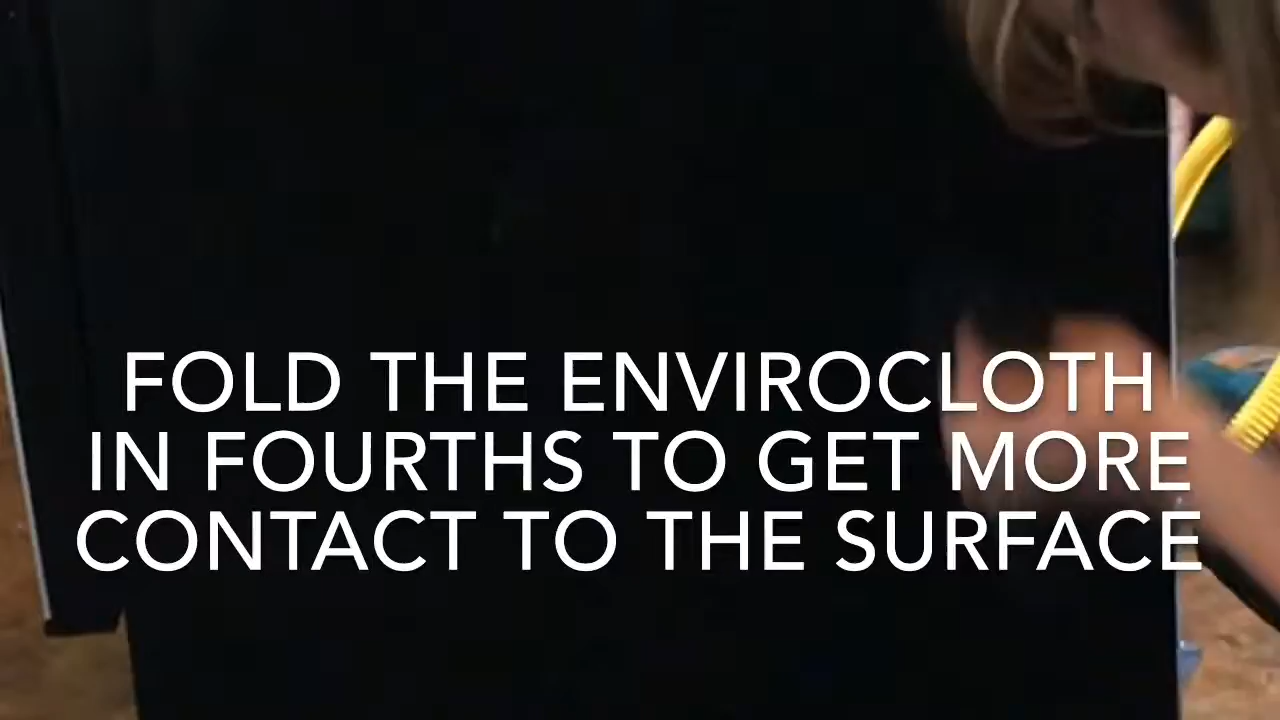 FOLD THE ENVIROCLOTH
IN FOURTHS TO GET MORE
CONTACT TO THE SURFACE